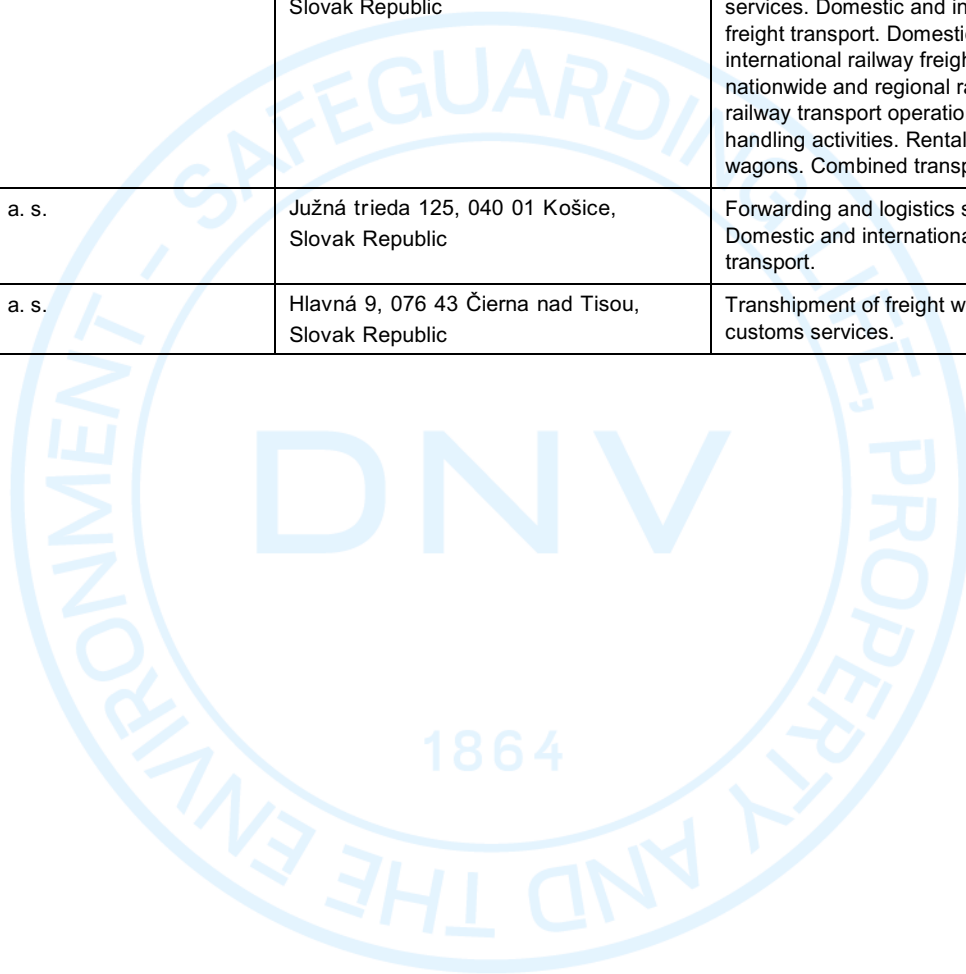 Slovak Republic
services. Domestic and in
freight transport. Domesti
international railway freigh
nationwide and regional ra
railway transport operatio
handling activities. Rental
wagons. Combined transp
a. s.
Južná trieda 125, 040 01 Košice,
Slovak Republic
Forwarding and logistics s
Domestic and internationa
transport.
a. s.
Hlavná 9, 076 43 Čierna nad Tisou,
Slovak Republic
Transhipment of freight w
customs services.
SAFEGUARDING LIFE, PROPERTY AND THE ENVIRONMENT -
DNV
1864